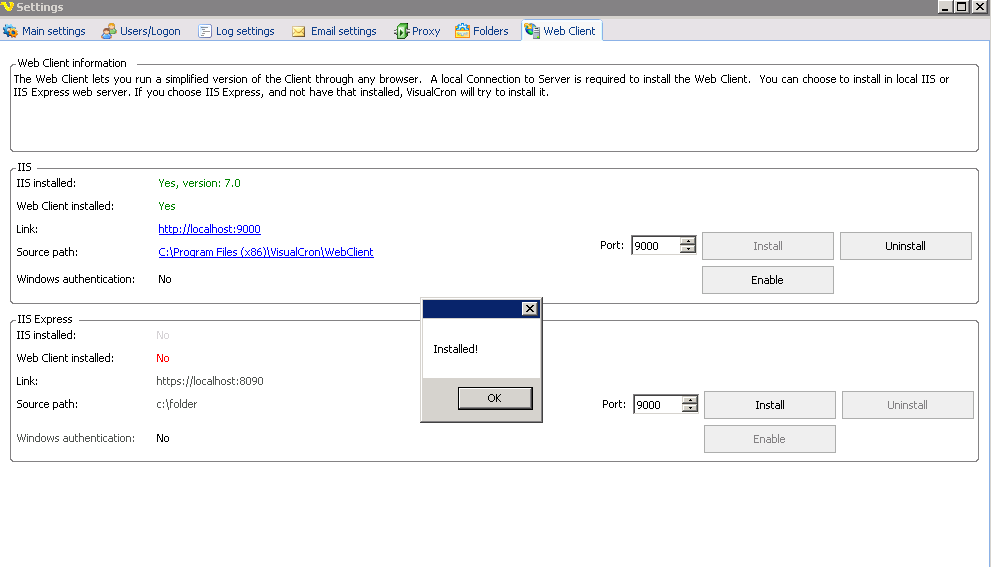 Settings
Main settings Users/Logon Log settings Email settings Proxy Folders Web Client
Web Client information
The Web Client lets you run a simplified version of the Client through any browser. A local Connection to Server is required to install the Web Client. You can choose to install in local IIS or
IIS Express web server. If you choose IIS Express, and not have that installed, VisualCron will try to install it.
IIS
IIS installed: Yes, version: 7.0
Web Client installed: Yes
Link: http://localhost:9000
Source path: C:\Program Files (x86)\VisualCron\WebClient Port: 9000 Install Uninstall
Windows authentication: No Enable
IIS Express
IIS installed: No
Installed!
Web Client installed: No
Link: https://localhost:8090
OK
Source path: c:\folder Port: 9000 Install Uninstall
Windows authentication: No Enable